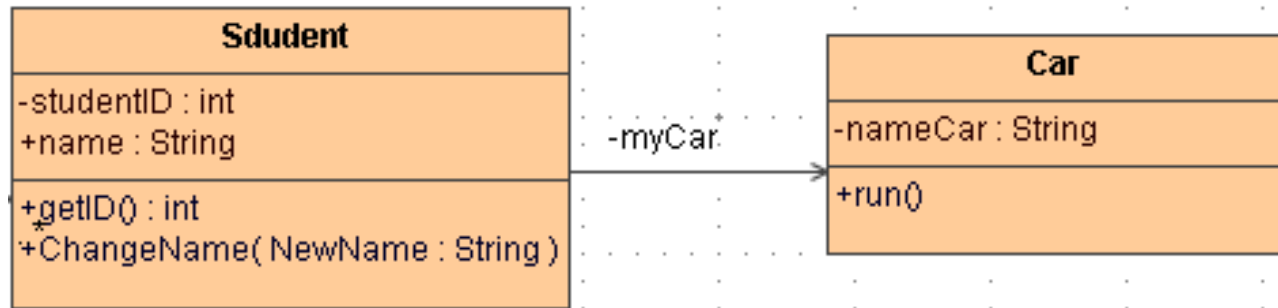 Sdudent
-studentID : int
+name : String
+getID() : int
+ChangeName( NewName : String )
-myCar
Car
-nameCar : String
+run()